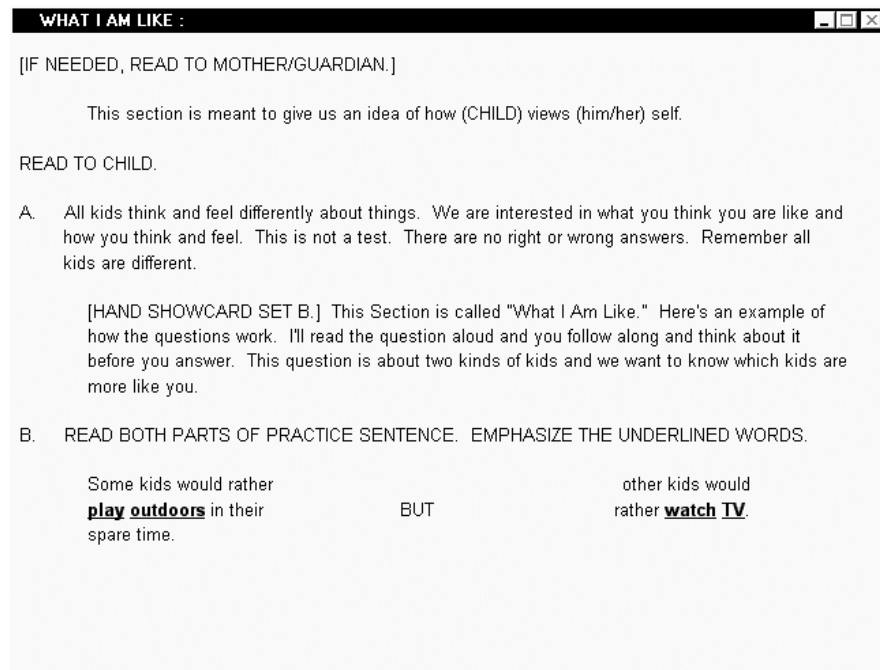 WHAT I AM LIKE :
[IF NEEDED, READ TO MOTHER/GUARDIAN.]
This section is meant to give us an idea of how (CHILD) views (him/her) self.
READ TO CHILD.
A. All kids think and feel differently about things. We are interested in what you think you are like and
how you think and feel. This is not a test. There are no right or wrong answers. Remember all
kids are different.
[HAND SHOWCARD SET B.] This Section is called "What I Am Like." Here's an example of
how the questions work. I'll read the question aloud and you follow along and think about it
before you answer. This question is about two kinds of kids and we want to know which kids are
more like you.
B. READ BOTH PARTS OF PRACTICE SENTENCE. EMPHASIZE THE UNDERLINED WORDS.
Some kids would rather other kids would
play outdoors in their BUT rather watch TV.
spare time.